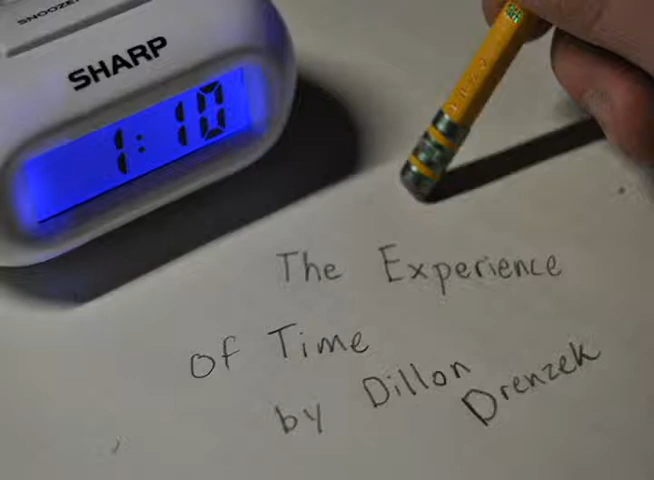 SNOOZE
SHARP
1:10
The Experience
of Time
by Dillon
Drenzek